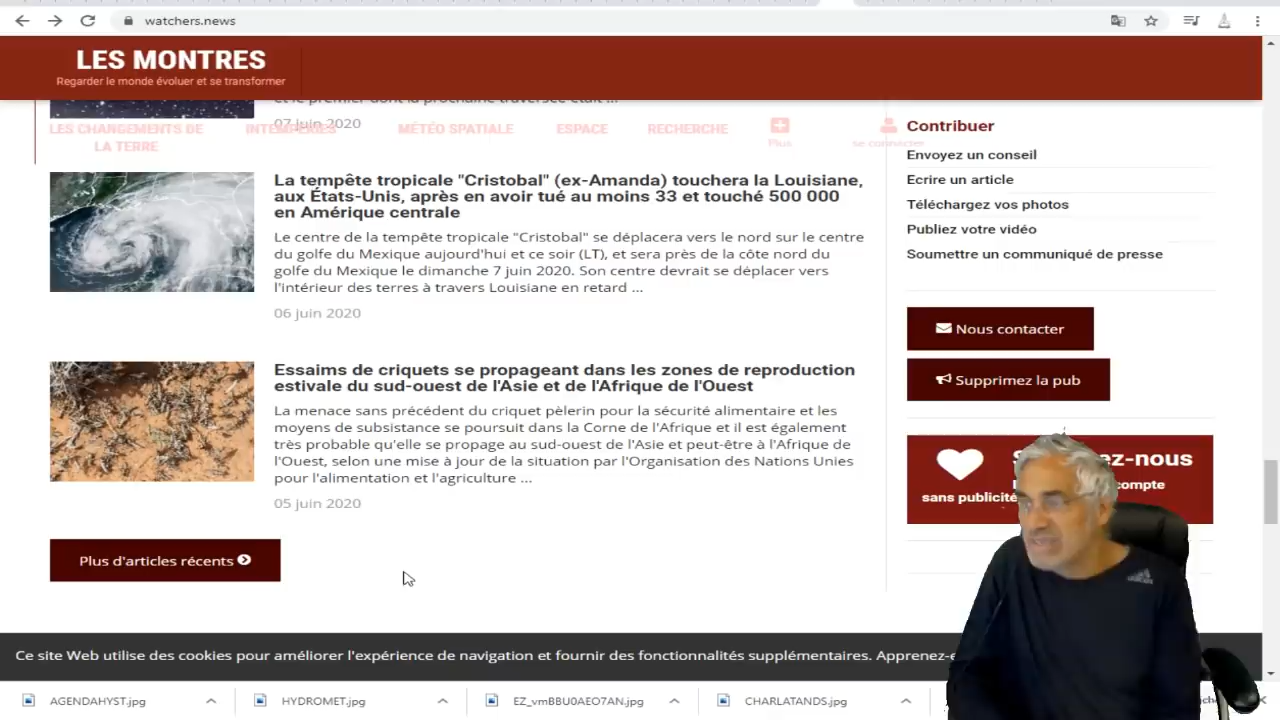 watchers.news
LES MONTRES
Regarder le monde évoluer et se transformer
et le premier dont la prochaine traversée était ...
07 juin 2020
LES CHANGEMENTS DE
LA TERRE
INTEMPÉRIES
MÉTÉO SPATIALE
ESPACE
RECHERCHE
Plus
se connecter
La tempête tropicale "Cristobal" (ex-Amanda) touchera la Louisiane,
aux États-Unis, après en avoir tué au moins 33 et touché 500 000
en Amérique centrale
Le centre de la tempête tropicale "Cristobal" se déplacera vers le nord sur le centre
du golfe du Mexique aujourd'hui et ce soir (LT), et sera près de la côte nord du
golfe du Mexique le dimanche 7 juin 2020. Son centre devrait se déplacer vers
l'intérieur des terres à travers Louisiane en retard ...
06 juin 2020
Essaims de criquets se propageant dans les zones de reproduction
estivale du sud-ouest de l'Asie et de l'Afrique de l'Ouest
La menace sans précédent du criquet pèlerin pour la sécurité alimentaire et les
moyens de subsistance se poursuit dans la Corne de l'Afrique et il est également
très probable qu'elle se propage au sud-ouest de l'Asie et peut-être à l'Afrique de
l'Ouest, selon une mise à jour de la situation par l'Organisation des Nations Unies
pour l'alimentation et l'agriculture ...
05 juin 2020
Plus d'articles récents
Contribuer
Envoyez un conseil
Ecrire un article
Téléchargez vos photos
Publiez votre vidéo
Soumettre un communiqué de presse
Nous contacter
Supprimez la pub
ez-nous
compte
sans publicité
adidas
Ce site Web utilise des cookies pour améliorer l'expérience de navigation et fournir des fonctionnalités supplémentaires.
AGENDAHYST.jpg
HYDROMET.jpg
EZ_vmBBU0AEO7AN.jpg
CHARLATANDS.jpg